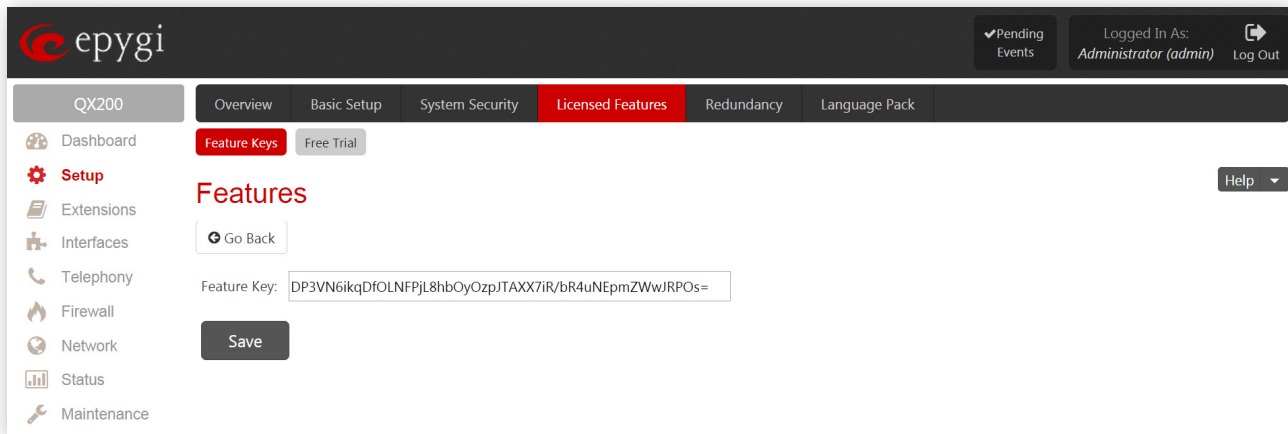 epygi
Pending Events
Logged In As:
Administrator (admin)
Log Out
QX200
Overview
Basic Setup
System Security
Licensed Features
Redundancy
Language Pack
Dashboard
Setup
Extensions
Interfaces
Telephony
Firewall
Network
Status
Maintenance
Feature Keys
Free Trial
Help
Features
Go Back
Feature Key: DP3VN6ikqDfOLNFPjL8hbOyOzpJTAXX7iR/bR4uNEpmZWwJRPOs=
Save